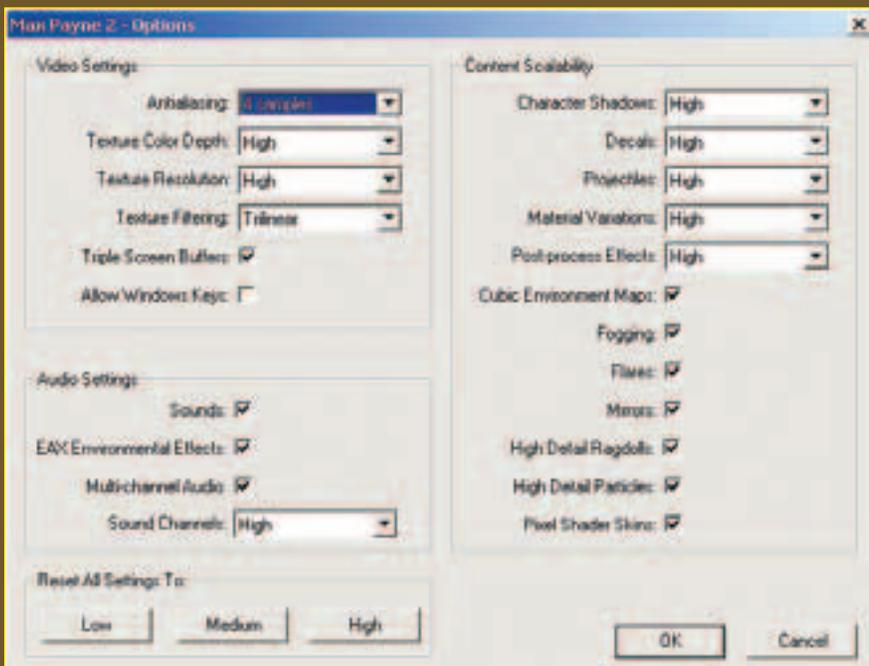 Max Payne 2 - Options
Video Settings
Antialiasing: 4 samples
Texture Color Depth: High
Texture Resolution: High
Texture Filtering: Trilinear
Triple Screen Buffers:
Allow Windows Keys:
Audio Settings
Sounds:
EAX Environmental Effects:
Multi-channel Audio:
Sound Channels: High
Reset All Settings To:
Low Medium High
Content Scalability
Character Shadows: High
Decals: High
Projectiles: High
Material Variations: High
Post-process Effects: High
Cubic Environment Maps:
Fogging:
Flares:
Mirrors:
High Detail Ragdolls:
High Detail Particles:
Pixel Shader Skins:
OK Cancel